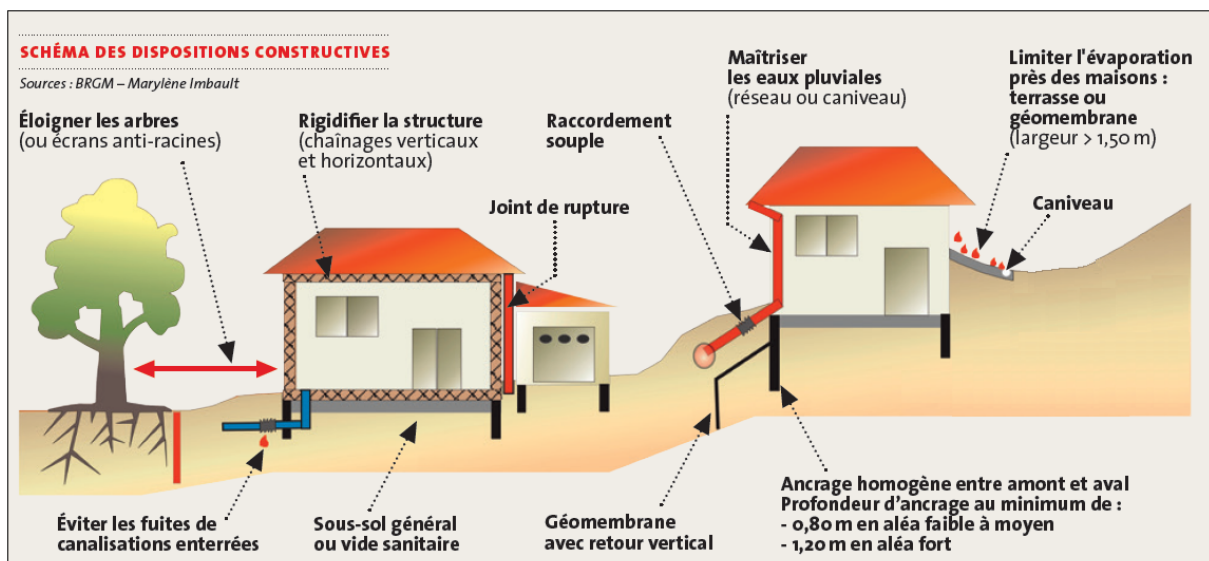 SCHÉMA DES DISPOSITIONS CONSTRUCTIVES
Sources : BRGM – Marylène Imbault
Éloigner les arbres
(ou écrans anti-racines)
Rigidifier la structure
(chaînages verticaux
et horizontaux)
Joint de rupture
Raccordement
souple
Maîtriser
les eaux pluviales
(réseau ou caniveau)
Limiter l'évaporation
près des maisons :
terrasse ou
géomembrane
(largeur > 1,50 m)
Caniveau
Éviter les fuites de
canalisations enterrées
Sous-sol général
ou vide sanitaire
Géomembrane
avec retour vertical
Ancrage homogène entre amont et aval
Profondeur d'ancrage au minimum de :
- 0,80 m en aléa faible à moyen
- 1,20 m en aléa fort